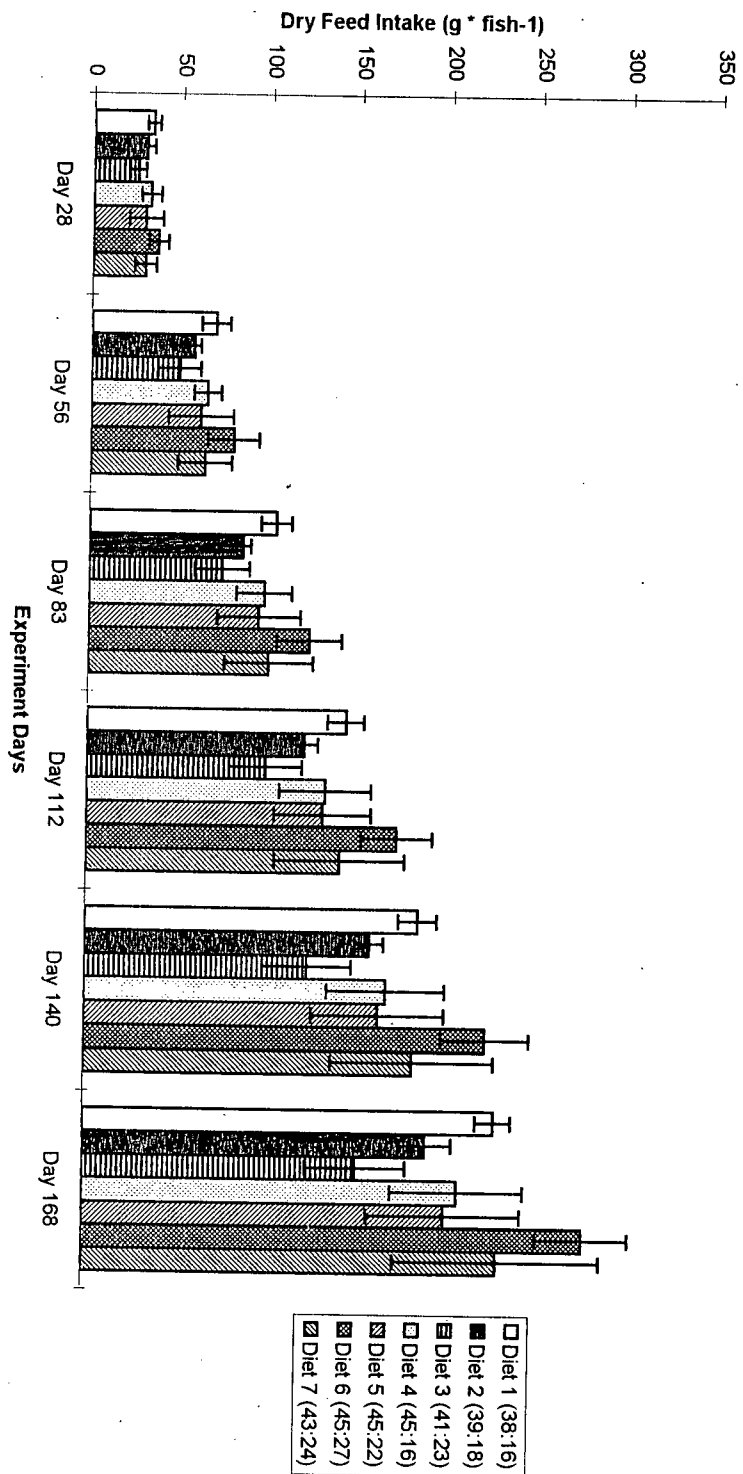 Dry Feed Intake (g * fish-1)
350
300
250
200
150
100
50
0
Day 28
Day 56
Day 83
Day 112
Day 140
Day 168
Experiment Days
Diet 1 (38:16)
Diet 2 (39:18)
Diet 3 (41:23)
Diet 4 (45:16)
Diet 5 (45:22)
Diet 6 (45:27)
Diet 7 (43:24)